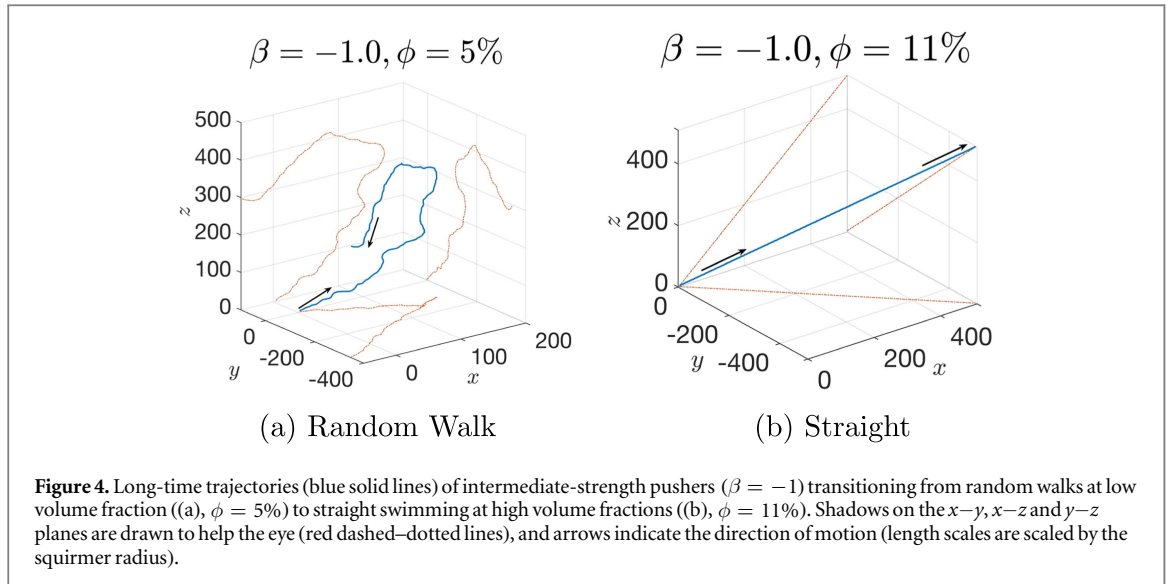 β = −1.0, ϕ = 5%
500
400
300
200
100
0
z
0
-200
-400
y
0
100
200
x
(a) Random Walk
β = −1.0, ϕ = 11%
400
200
0
z
0
-200
-400
y
0
200
400
x
(b) Straight
Figure 4. Long-time trajectories (blue solid lines) of intermediate-strength pushers (β = −1) transitioning from random walks at low
volume fraction ((a), ϕ = 5%) to straight swimming at high volume fractions ((b), ϕ = 11%). Shadows on the x–y, x–z and y–z
planes are drawn to help the eye (red dashed–dotted lines), and arrows indicate the direction of motion (length scales are scaled by the
squirmer radius).